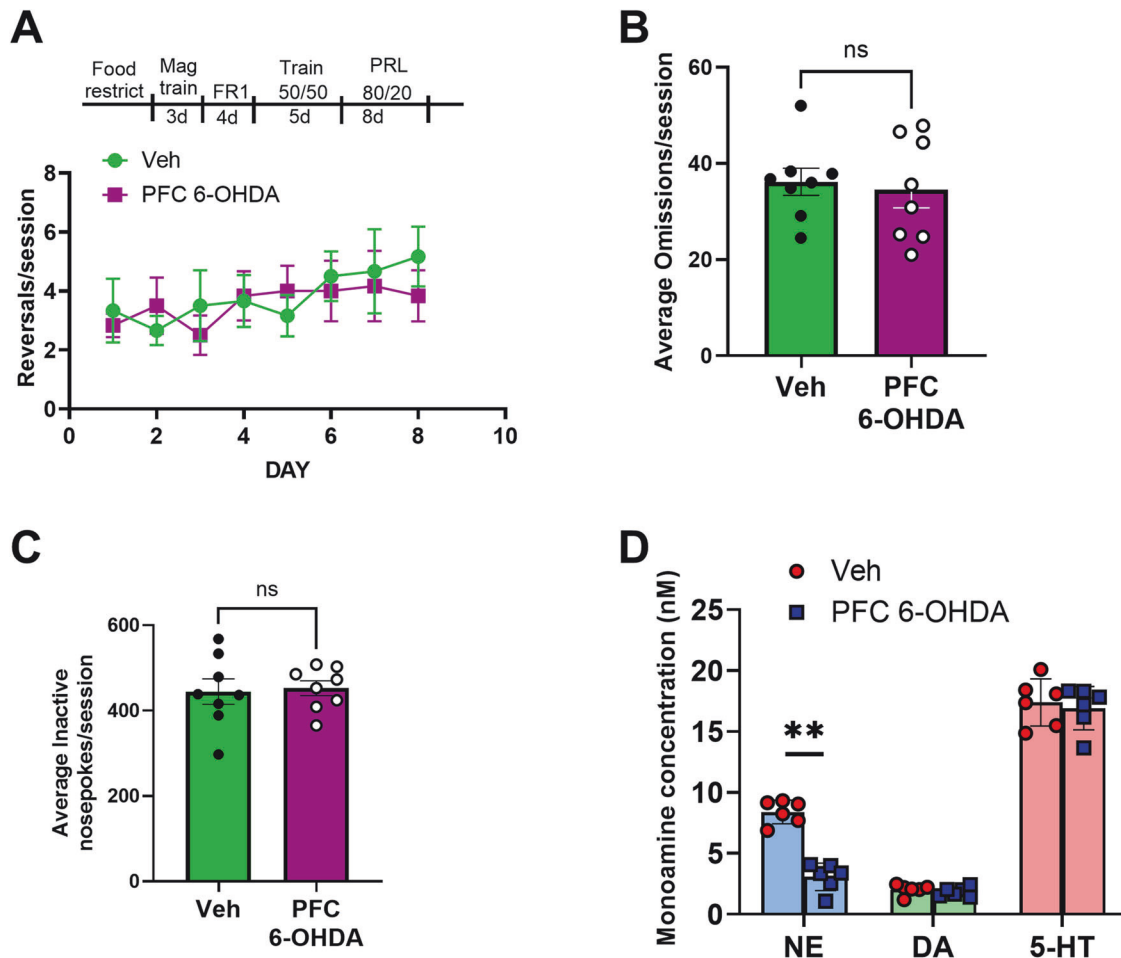 A
Food restrict
Mag train
3d
FR1
4d
Train 50/50
5d
PRL 80/20
8d
Veh
PFC 6-OHDA
Reversals/session
8
6
4
2
0
0 2 4 6 8 10
DAY
B
ns
Average Omissions/session
60
40
20
0
Veh
PFC
6-OHDA
C
ns
Average Inactive
nosepokes/session
600
400
200
0
Veh
PFC
6-OHDA
D
Veh
PFC 6-OHDA
Monoamine concentration (nM)
25
20
15
10
5
0
**
NE DA 5-HT